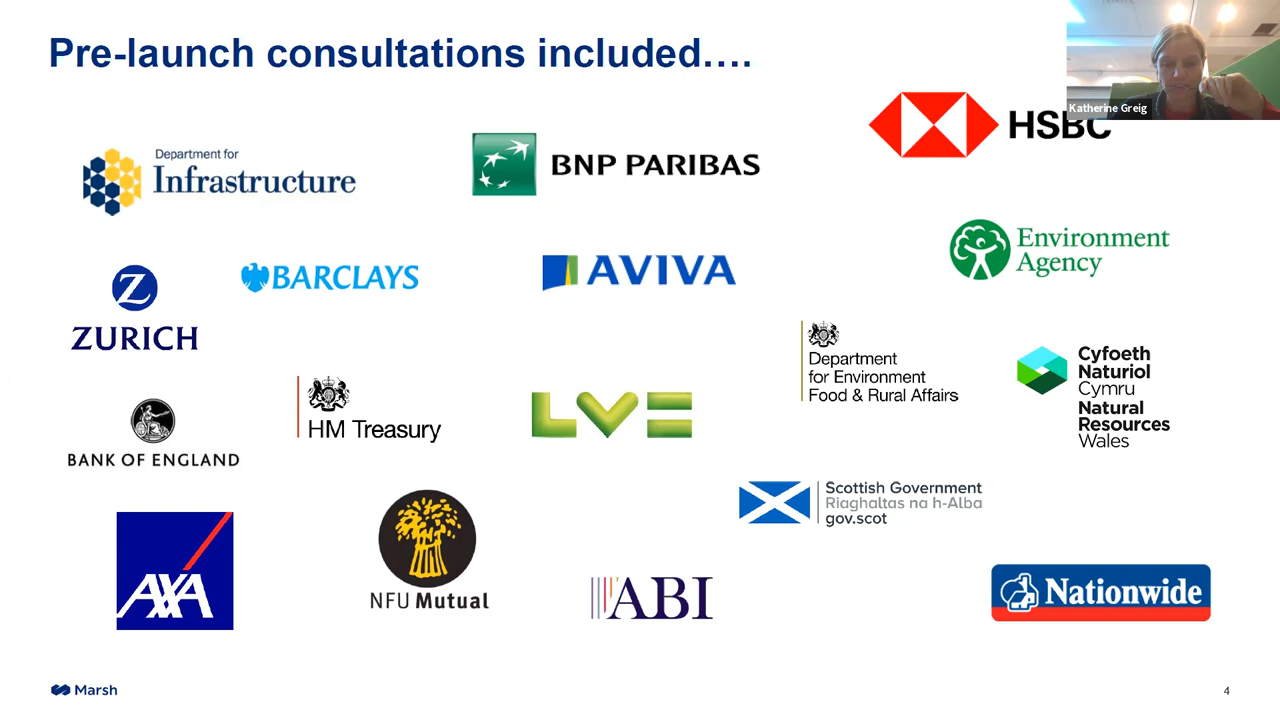 Pre-launch consultations included….
Katherine Greig
HSBC
Department for
Infrastructure
BNP PARIBAS
Environment
Agency
Z
ZURICH
BARCLAYS
AVIVA
Department
for Environment
Food & Rural Affairs
Cyfoeth
Naturiol
Cymru
Natural
Resources
Wales
BANK OF ENGLAND
HM Treasury
LV=
Scottish Government
Riaghaltas na h-Alba
gov.scot
AXA
NFU Mutual
ABI
Nationwide
Marsh
4